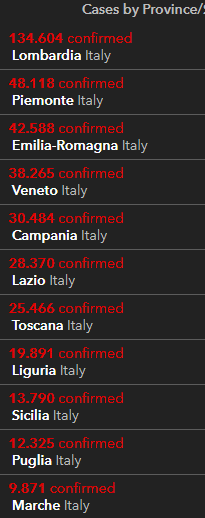 Cases by Province/S
134.604 confirmed
Lombardia Italy
48.118 confirmed
Piemonte Italy
42.588 confirmed
Emilia-Romagna Italy
38.265 confirmed
Veneto Italy
30.484 confirmed
Campania Italy
28.370 confirmed
Lazio Italy
25.466 confirmed
Toscana Italy
19.891 confirmed
Liguria Italy
13.790 confirmed
Sicilia Italy
12.325 confirmed
Puglia Italy
9.871 confirmed
Marche Italy